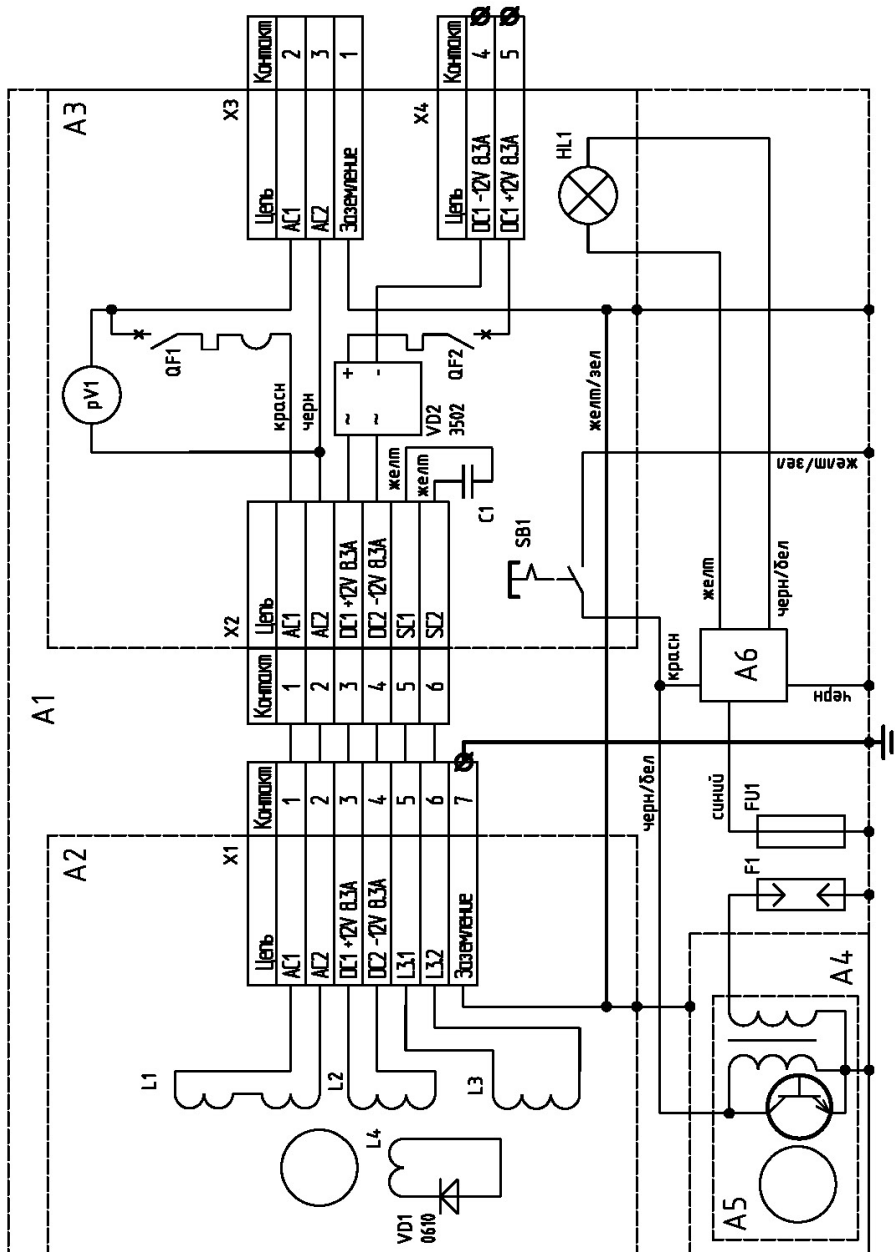 A1
A2
A3
X1
Цепь Контакт
AC1 1
AC2 2
DC1 +12V 8.3A 3
DC2 -12V 8.3A 4
L3.1 5
L3.2 6
Заземление 7
X2
Контакт Цепь
1 AC1
2 AC2
3 DC1 +12V 8.3A
4 DC2 -12V 8.3A
5 SC1
6 SC2
X3
Цепь Контакт
AC1 2
AC2 3
Заземление 1
X4
Цепь Контакт
DC1 -12V 8.3A 4
DC1 +12V 8.3A 5
L1
L2
L3
L4
VD1
0610
pV1
QF1
красн
черн
~ +
~ -
VD2
3502
QF2
желт
желт
C1
SB1
желт/зел
HL1
желт/зел
красн
черн/бел
желт
черн/бел
A6
черн
синий
FU1
F1
A4
A5